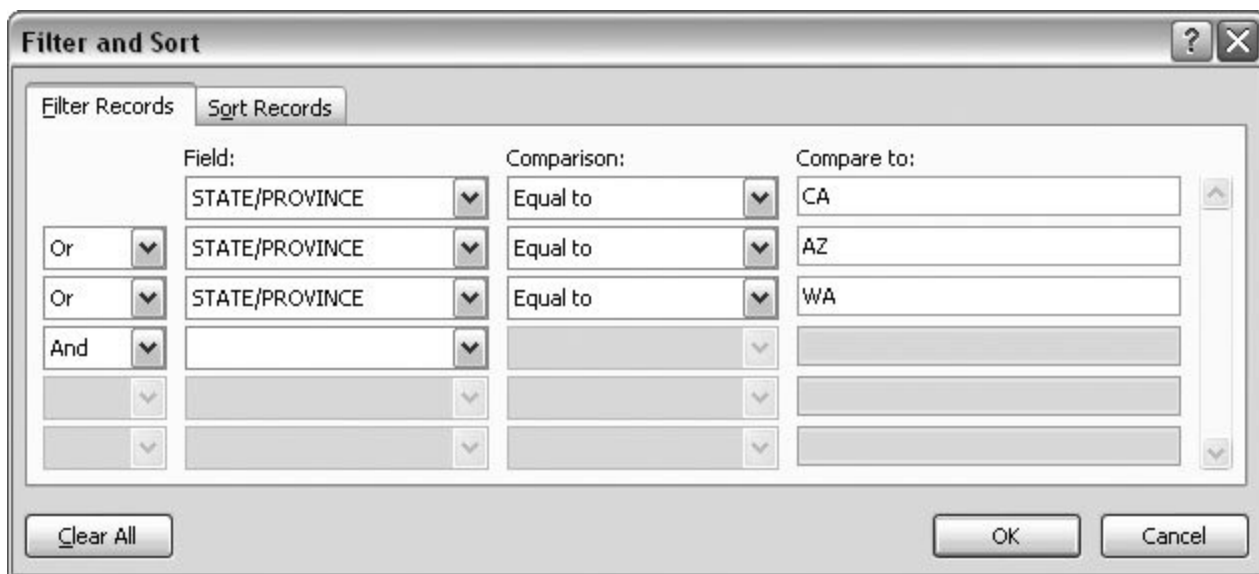 Filter and Sort
?
Filter Records Sort Records
Field: Comparison: Compare to:
STATE/PROVINCE Equal to CA
Or STATE/PROVINCE Equal to AZ
Or STATE/PROVINCE Equal to WA
And
Clear All OK Cancel